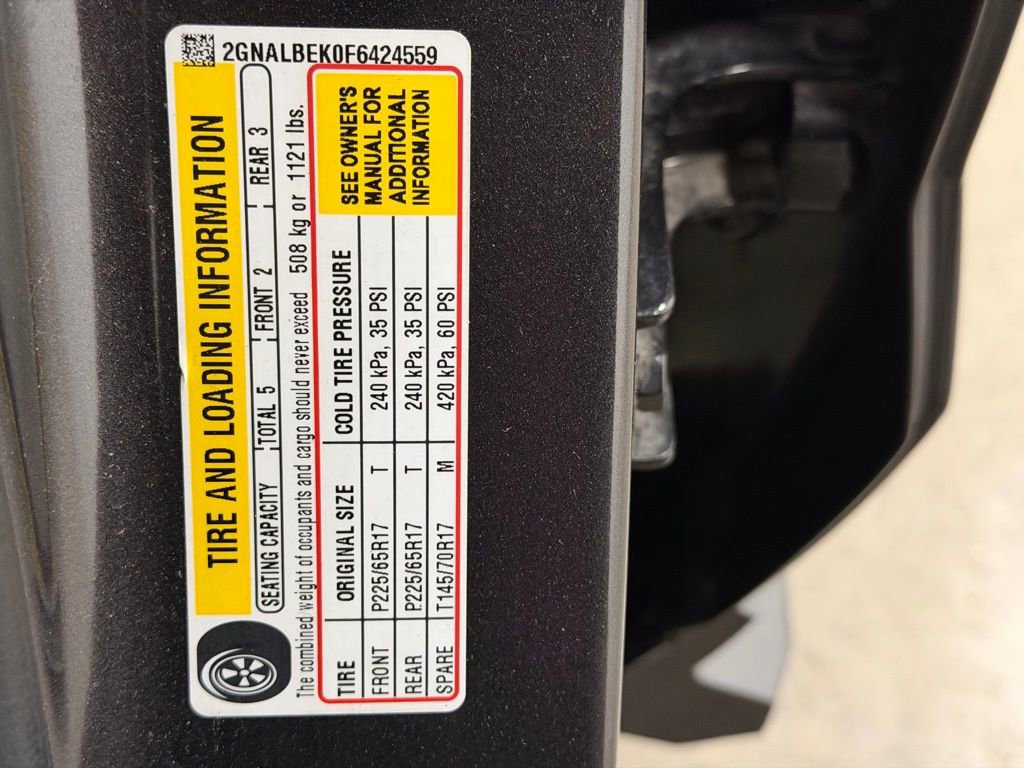 2GNALBEK0F6424559
TIRE AND LOADING INFORMATION
SEATING CAPACITY TOTAL 5 FRONT 2 REAR 3
The combined weight of occupants and cargo should never exceed 508 kg or 1121 lbs.
TIRE ORIGINAL SIZE COLD TIRE PRESSURE
FRONT P225/65R17 T 240 kPa, 35 PSI
REAR P225/65R17 T 240 kPa, 35 PSI
SPARE T145/70R17 M 420 kPa, 60 PSI
SEE OWNER'S
MANUAL FOR
ADDITIONAL
INFORMATION